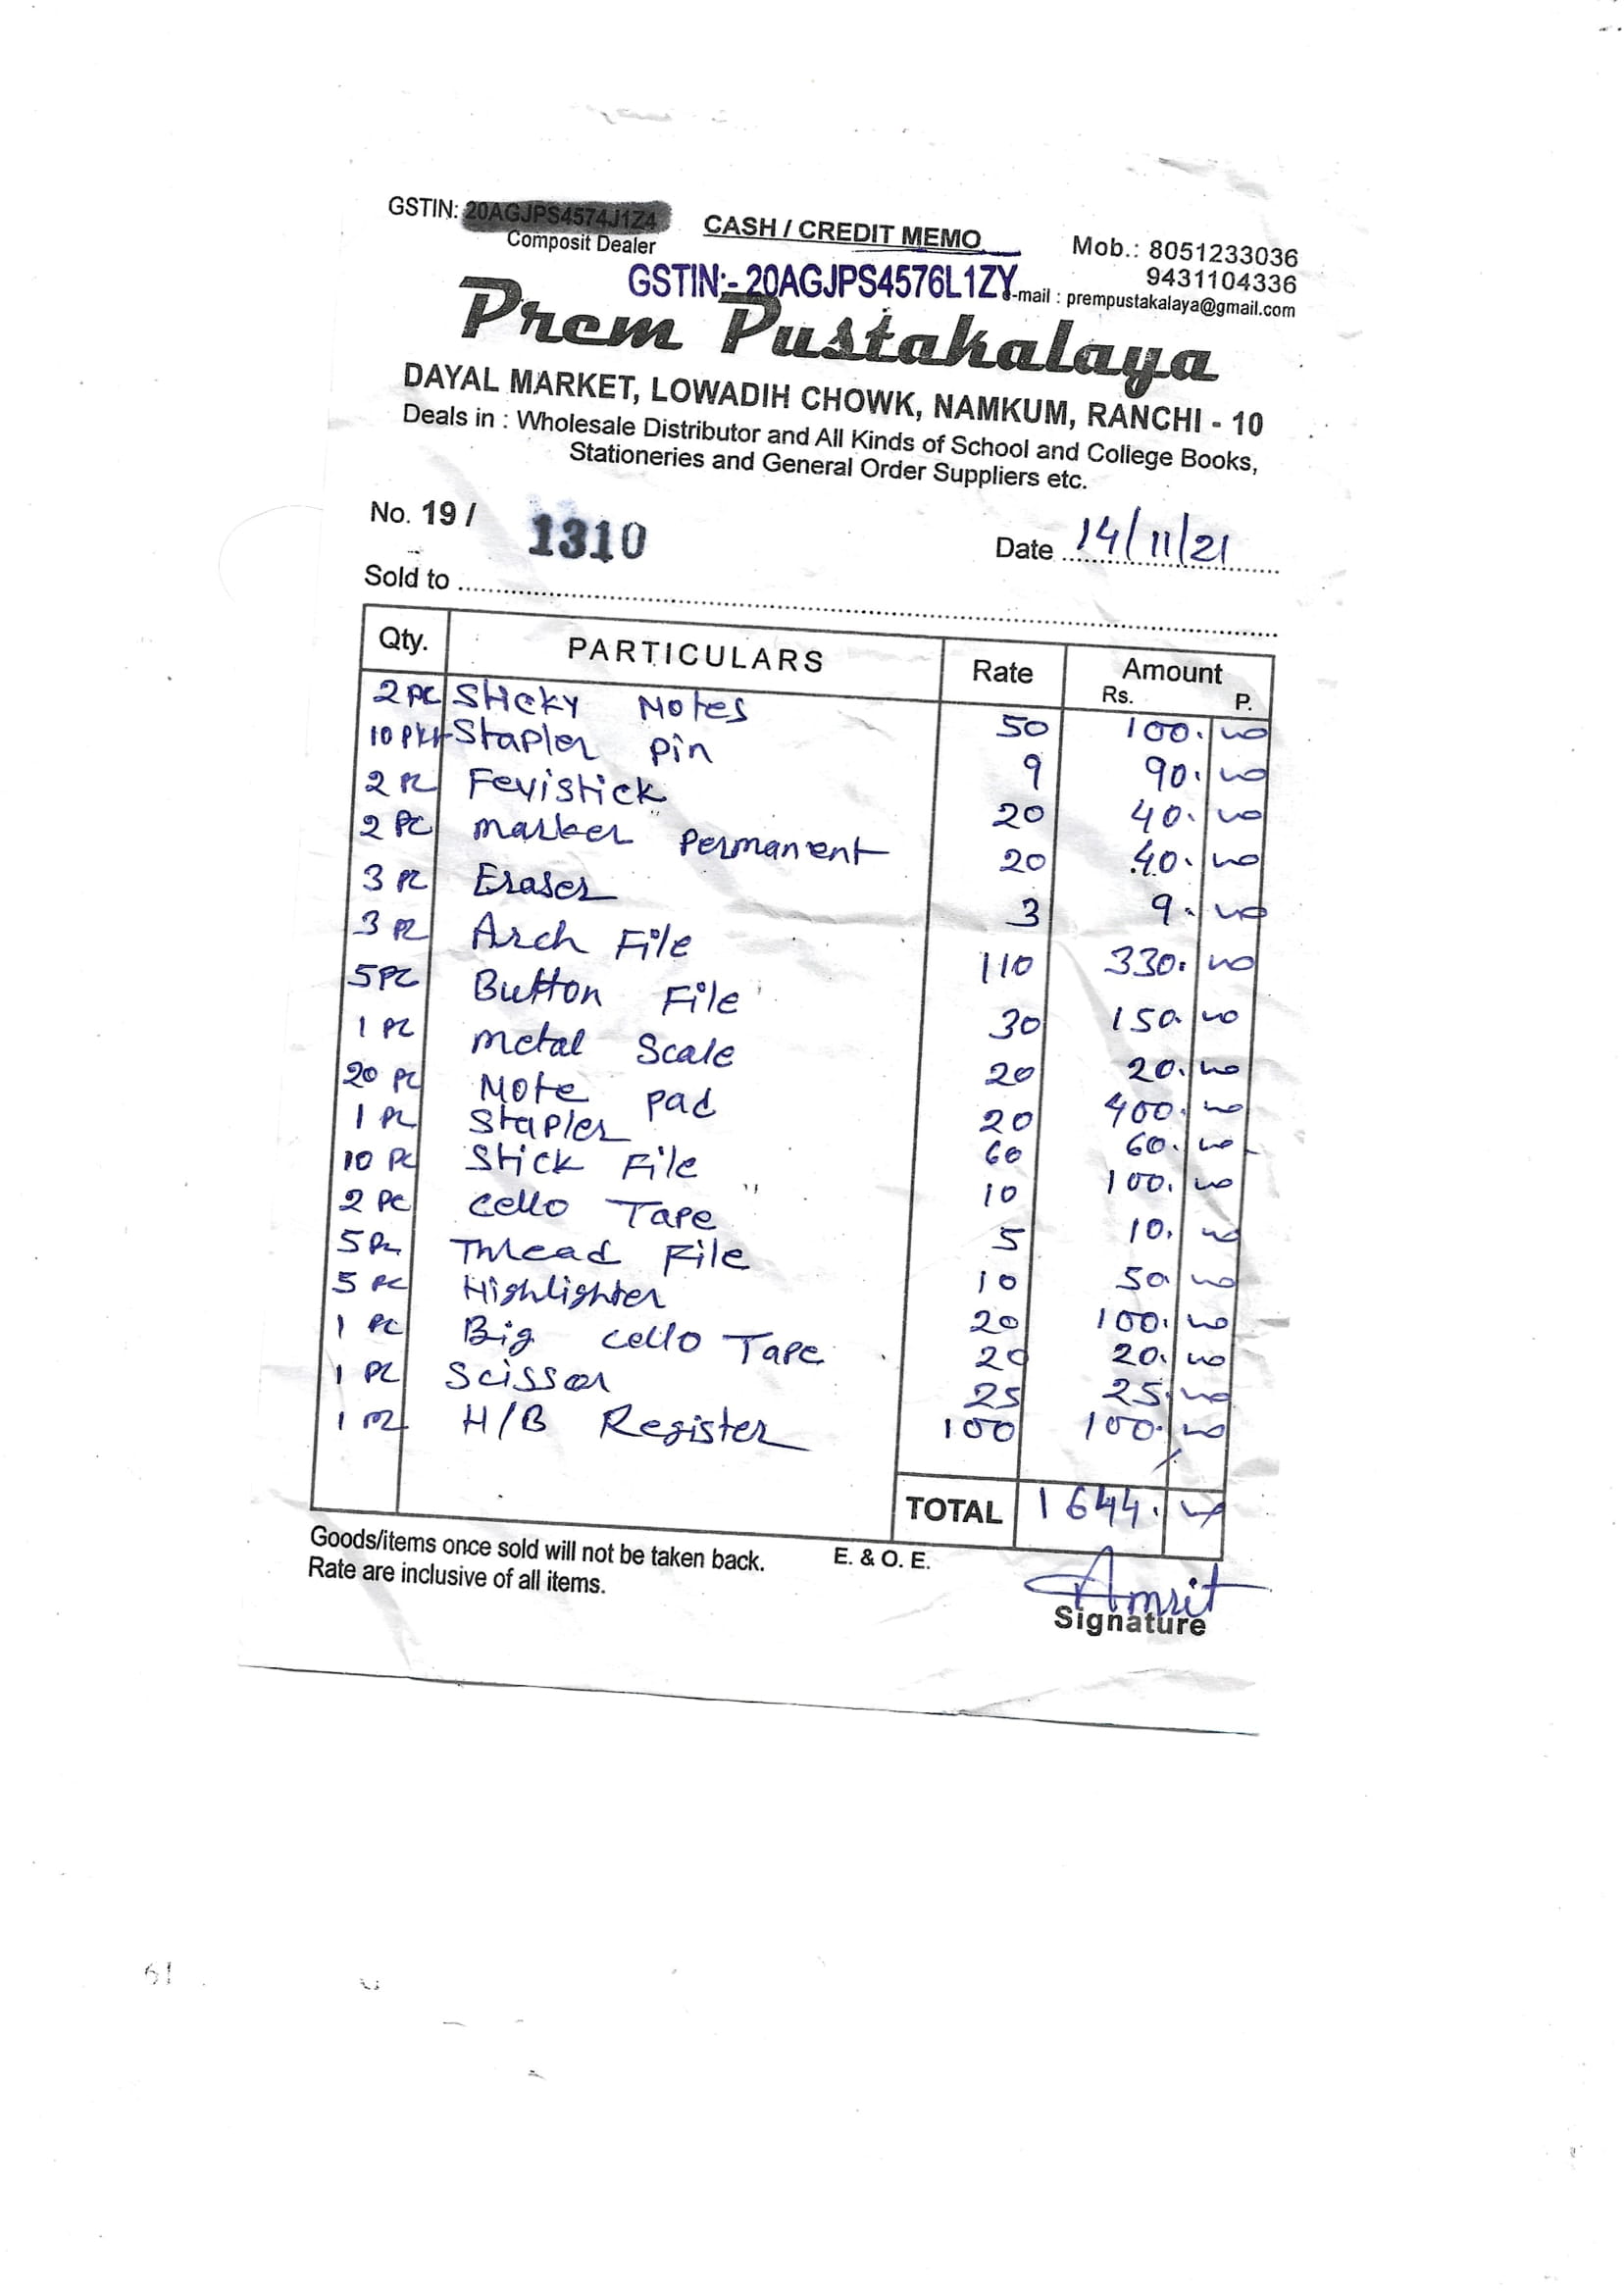 GSTIN: 20AGJPS4574J1Z4 CASH / CREDIT MEMO Mob.: 8051233036
Composit Dealer 9431104336
GSTIN:- 20AGJPS4576L1ZY -mail : prempustakalaya@gmail.com
Prem Pustakalaya
DAYAL MARKET, LOWADIH CHOWK, NAMKUM, RANCHI - 10
Deals in : Wholesale Distributor and All Kinds of School and College Books,
Stationeries and General Order Suppliers etc.
No. 19 / 1310 Date 14/11/21
Sold to
Qty. PARTICULARS Rate Amount
Rs. P.
2 PC Sticky Notes 50 100.00
10 Pkt Stapler Pin 9 90.00
2 PC Fevistick 20 40.00
2 PC Marker Permanent 20 40.00
3 PC Eraser 3 9.00
3 PC Arch File 110 330.00
5 PC Button File 30 150.00
1 PC Metal Scale 20 20.00
20 PC Note Pad 20 400.00
1 PC Stapler 60 60.00
10 PC Stick File 10 100.00
2 PC Cello Tape 5 10.00
5 PC Thread File 10 50.00
5 PC Highlighter 20 100.00
1 PC Big Cello Tape 20 20.00
1 PC Scissor 25 25.00
1 PC H/B Register 100 100.00
TOTAL 1644.00
Goods/items once sold will not be taken back. E. & O. E.
Rate are inclusive of all items.
Amrit
Signature